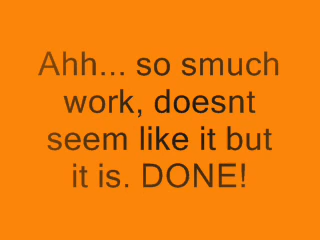 Ahh... so smuch
work, doesnt
seem like it but
it is. DONE!